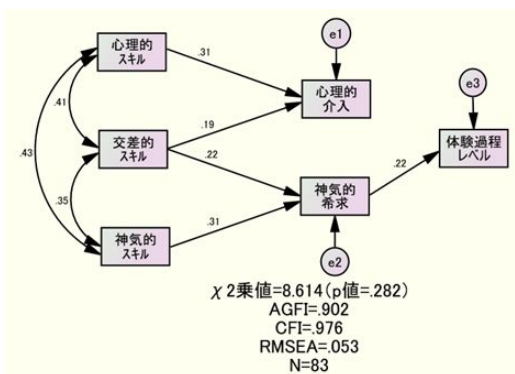 心理的
スキル
e1
.31
心理的
介入
e3
.41
.19
体験過程
レベル
交差的
スキル
.43
.22
.22
神気的
希求
.35
.31
神気的
スキル
e2
χ2乗値=8.614(p値=.282)
AGFI=.902
CFI=.976
RMSEA=.053
N=83